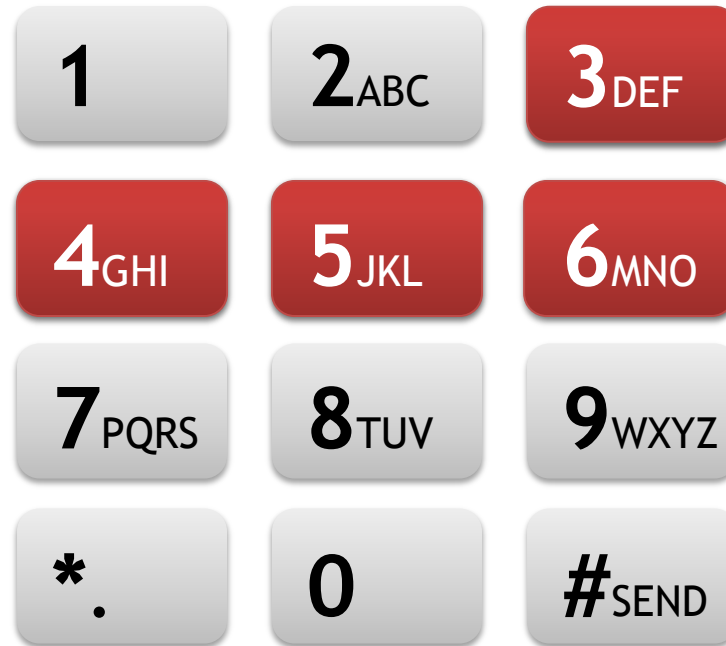 1 2ABC 3DEF
4GHI 5JKL 6MNO
7PQRS 8TUV 9WXYZ
*. 0 #SEND